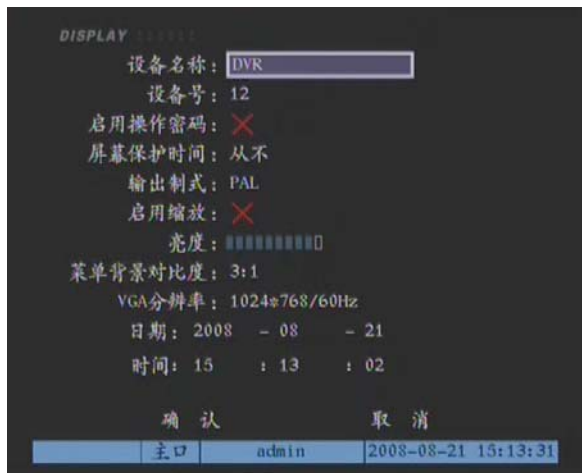 DISPLAY
设备名称： DVR
设备号： 12
启用操作密码：
屏幕保护时间： 从不
输出制式： PAL
启用缩放：
亮度：
菜单背景对比度： 3:1
VGA分辨率： 1024*768/60Hz
日期： 2008 - 08 - 21
时间： 15 : 13 : 02
确 认 取 消
主口 admin 2008-08-21 15:13:31